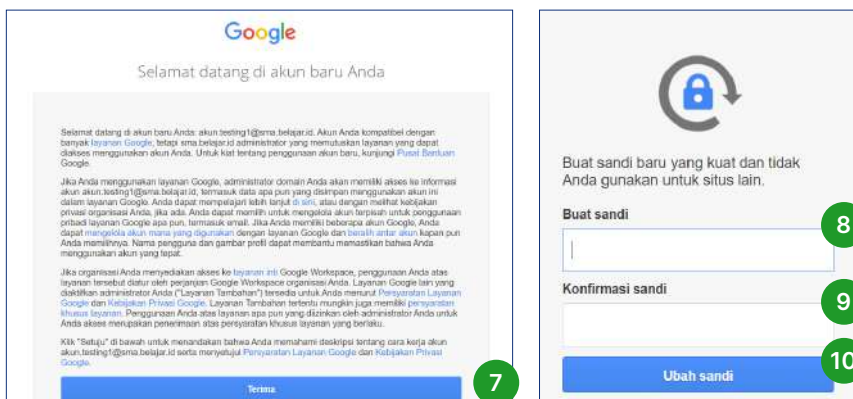 Google
Selamat datang di akun baru Anda
Selamat datang di akun baru Anda: akun.testing1@sma.belajar.id. Akun Anda kompatibel dengan
banyak layanan Google, tetapi sma.belajar.id administrator yang memutuskan layanan yang dapat
diakses menggunakan akun Anda. Untuk kiat tentang penggunaan akun baru, kunjungi Pusat Bantuan
Google.
Jika Anda menggunakan layanan Google, administrator domain Anda akan memiliki akses ke informasi
akun akun.testing1@sma.belajar.id, termasuk data apa pun yang disimpan menggunakan akun ini
dalam layanan Google. Anda dapat mempelajari lebih lanjut di sini, atau dengan melihat kebijakan
privasi organisasi Anda, jika ada. Anda dapat memilih untuk mengelola akun terpisah untuk penggunaan
pribadi layanan Google apa pun, termasuk email. Jika Anda memiliki beberapa akun Google, Anda
dapat mengelola akun mana yang digunakan dengan layanan Google dan beralih antar akun kapan pun
Anda memilihnya. Nama pengguna dan gambar profil dapat membantu memastikan bahwa Anda
menggunakan akun yang tepat.
Jika organisasi Anda menyediakan akses ke layanan inti Google Workspace, penggunaan Anda atas
layanan tersebut diatur oleh perjanjian Google Workspace organisasi Anda. Layanan Google lain yang
diaktifkan administrator Anda ("Layanan Tambahan") tersedia untuk Anda menurut Persyaratan Layanan
Google dan Kebijakan Privasi Google. Layanan Tambahan tertentu mungkin juga memiliki persyaratan
khusus layanan. Penggunaan Anda atas layanan apa pun yang diizinkan oleh administrator Anda untuk
Anda akses merupakan penerimaan atas persyaratan khusus layanan yang berlaku.
Klik "Setuju" di bawah untuk menandakan bahwa Anda memahami deskripsi tentang cara kerja akun
akun.testing1@sma.belajar.id serta menyetujui Persyaratan Layanan Google dan Kebijakan Privasi
Google.
Terima
7
Buat sandi baru yang kuat dan tidak
Anda gunakan untuk situs lain.
Buat sandi
8
Konfirmasi sandi
9
Ubah sandi
10